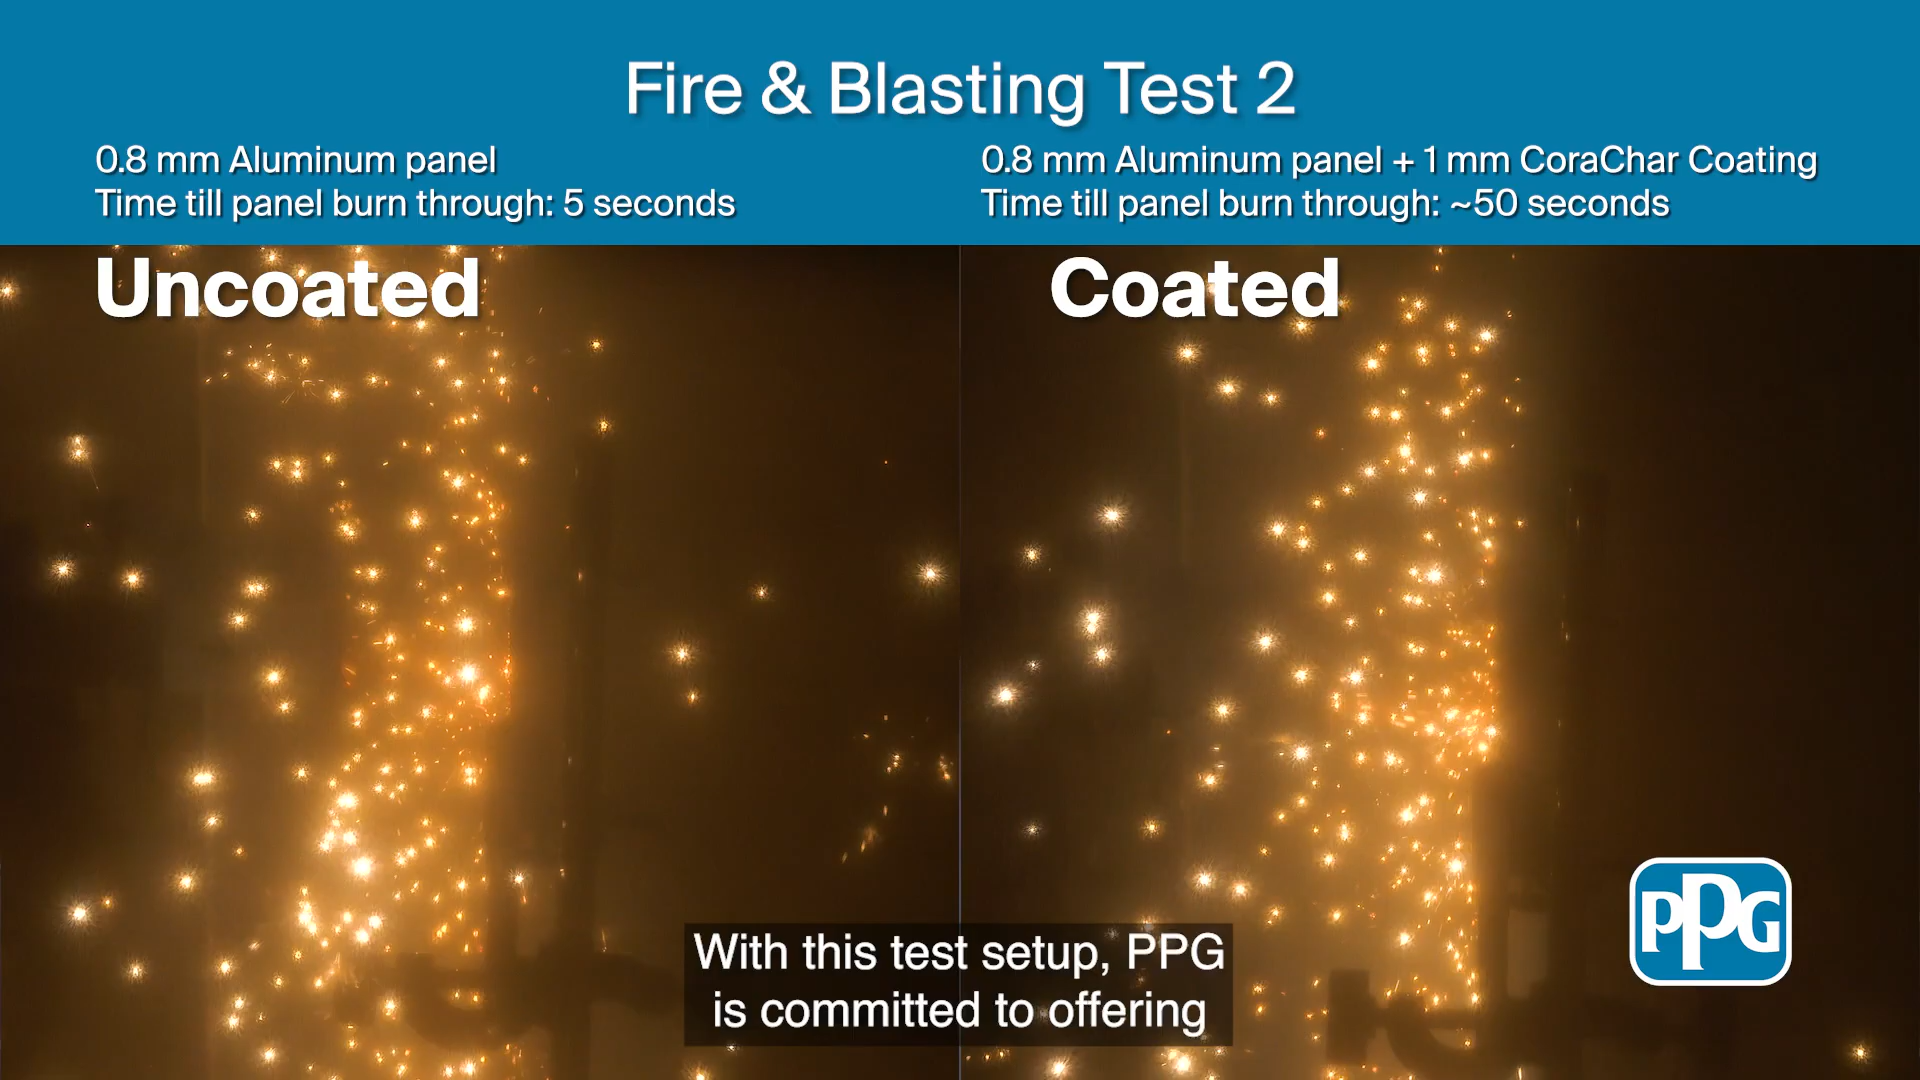 Fire & Blasting Test 2
0.8 mm Aluminum panel
Time till panel burn through: 5 seconds
0.8 mm Aluminum panel + 1 mm CoraChar Coating
Time till panel burn through: ~50 seconds
Uncoated
Coated
With this test setup, PPG
is committed to offering
PPG